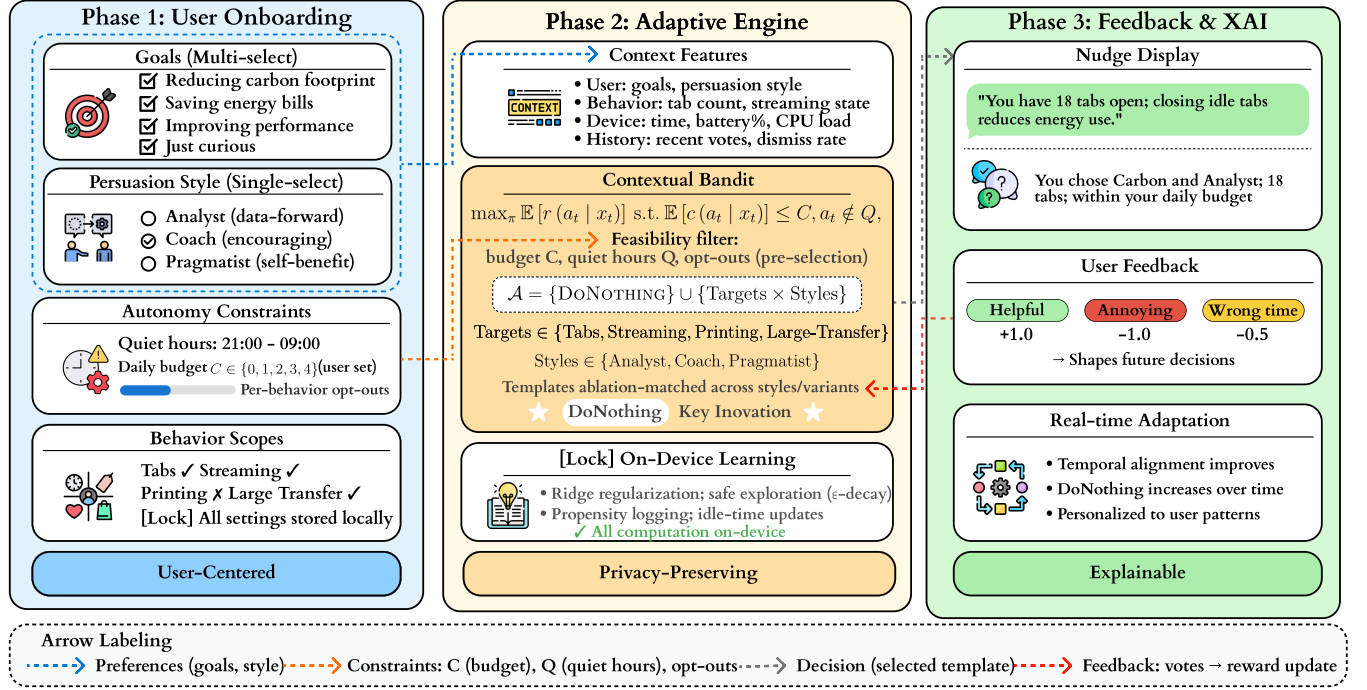 Phase 1: User Onboarding
Goals (Multi-select)
Reducing carbon footprint
Saving energy bills
Improving performance
Just curious
Persuasion Style (Single-select)
Analyst (data-forward)
Coach (encouraging)
Pragmatist (self-benefit)
Autonomy Constraints
Quiet hours: 21:00 - 09:00
Daily budget C ∈ {0, 1, 2, 3, 4} (user set)
Per-behavior opt-outs
Behavior Scopes
Tabs ✓ Streaming ✓
Printing ✗ Large Transfer ✓
[Lock] All settings stored locally
User-Centered
Phase 2: Adaptive Engine
Context Features
CONTEXT
• User: goals, persuasion style
• Behavior: tab count, streaming state
• Device: time, battery%, CPU load
• History: recent votes, dismiss rate
Contextual Bandit
max_π 𝔼 [r (a_t | x_t)] s.t. 𝔼 [c (a_t | x_t)] ≤ C, a_t ∉ Q,
Feasibility filter:
budget C, quiet hours Q, opt-outs (pre-selection)
𝒜 = {DoNothing} ∪ {Targets × Styles}
Targets ∈ {Tabs, Streaming, Printing, Large-Transfer}
Styles ∈ {Analyst, Coach, Pragmatist}
Templates ablation-matched across styles/variants
DoNothing Key Inovation
[Lock] On-Device Learning
• Ridge regularization; safe exploration (ε-decay)
• Propensity logging; idle-time updates
✓ All computation on-device
Privacy-Preserving
Phase 3: Feedback & XAI
Nudge Display
"You have 18 tabs open; closing idle tabs
reduces energy use."
You chose Carbon and Analyst; 18
tabs; within your daily budget
User Feedback
Helpful Annoying Wrong time
+1.0 -1.0 -0.5
→ Shapes future decisions
Real-time Adaptation
• Temporal alignment improves
• DoNothing increases over time
• Personalized to user patterns
Explainable
Arrow Labeling
Preferences (goals, style) Constraints: C (budget), Q (quiet hours), opt-outs Decision (selected template) Feedback: votes → reward update